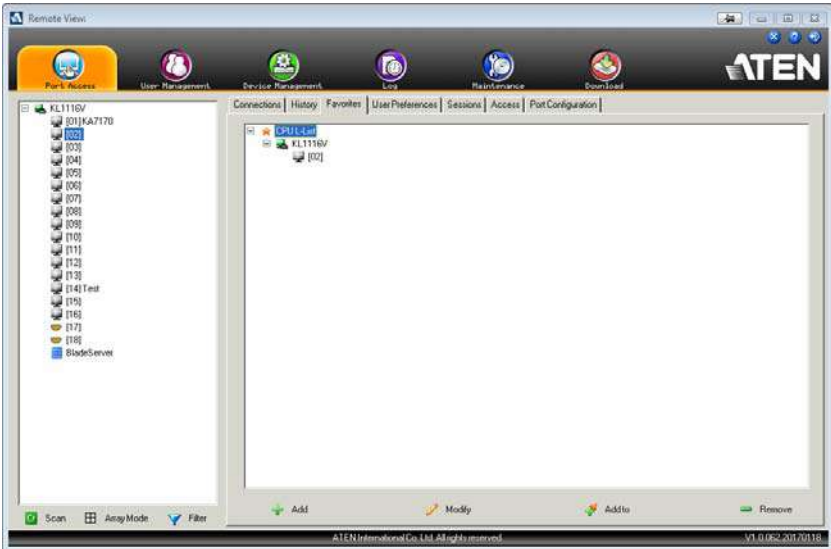 Remote View:
ATEN
Port Access User Management Device Management Log Maintenance Download
Connections History Favorites User Preferences Sessions Access Port Configuration
KL1116V
[01]KA7170
[02]
[03]
[04]
[05]
[06]
[07]
[08]
[09]
[10]
[11]
[12]
[13]
[14]Test
[15]
[16]
[17]
[18]
BladeServer
CPU L-List
KL1116V
[02]
Scan Array Mode Filter
Add Modify Add to Remove
ATEN International Co. Ltd. All rights reserved. V1.0.062.20170118